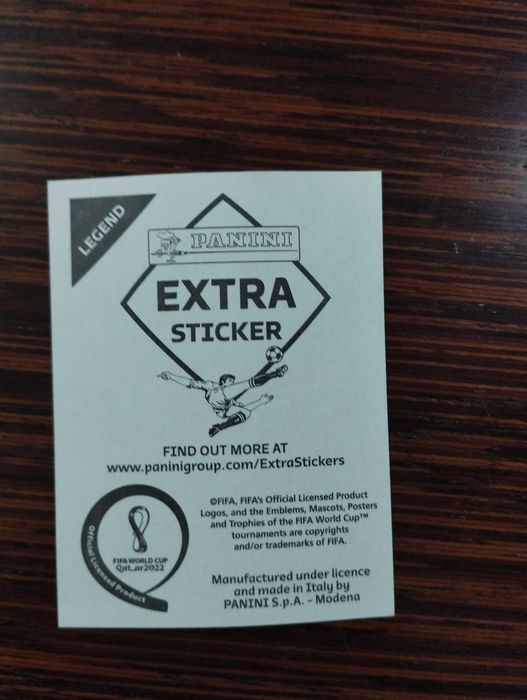 LEGEND
PANINI
EXTRA
STICKER
FIND OUT MORE AT
www.paninigroup.com/ExtraStickers
©FIFA, FIFA's Official Licensed Product
Logos, and the Emblems, Mascots, Posters
and Trophies of the FIFA World Cup™
tournaments are copyrights
and/or trademarks of FIFA.
FIFA WORLD CUP
Qatar2022
Official Licensed Product
Manufactured under licence
and made in Italy by
PANINI S.p.A. - Modena